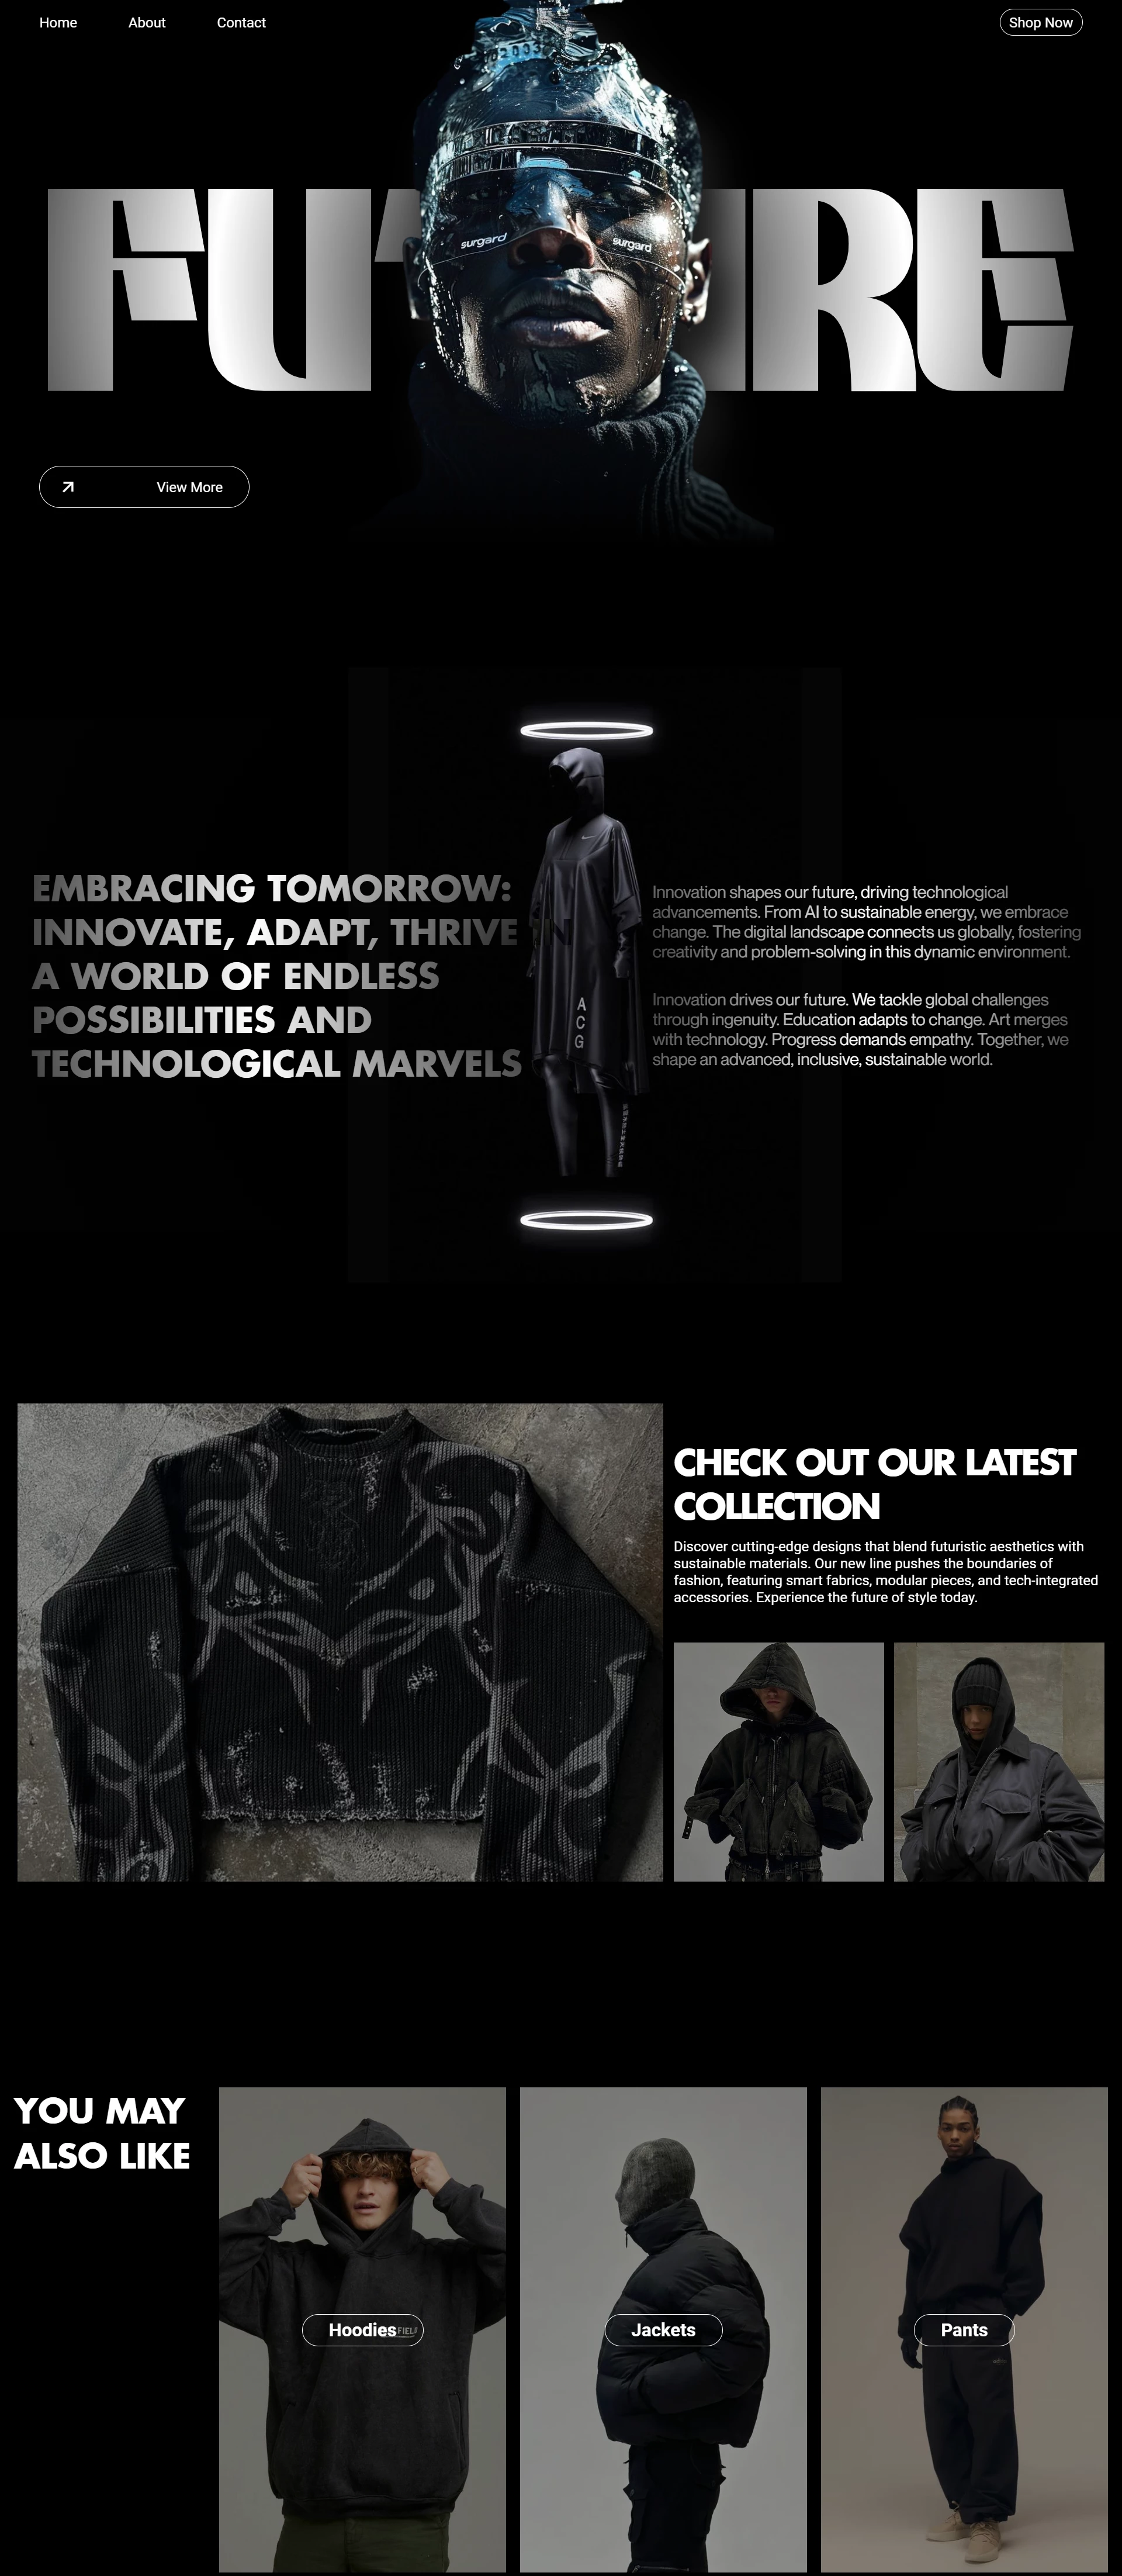 Home
About
Contact
Shop Now
surgard
surgard
View More
EMBRACING TOMORROW:
INNOVATE, ADAPT, THRIVE IN
A WORLD OF ENDLESS
POSSIBILITIES AND
TECHNOLOGICAL MARVELS
Innovation shapes our future, driving technological
advancements. From AI to sustainable energy, we embrace
change. The digital landscape connects us globally, fostering
creativity and problem-solving in this dynamic environment.
Innovation drives our future. We tackle global challenges
through ingenuity. Education adapts to change. Art merges
with technology. Progress demands empathy. Together, we
shape an advanced, inclusive, sustainable world.
A
C
G
CHECK OUT OUR LATEST
COLLECTION
Discover cutting-edge designs that blend futuristic aesthetics with
sustainable materials. Our new line pushes the boundaries of
fashion, featuring smart fabrics, modular pieces, and tech-integrated
accessories. Experience the future of style today.
YOU MAY
ALSO LIKE
Hoodies
Jackets
Pants